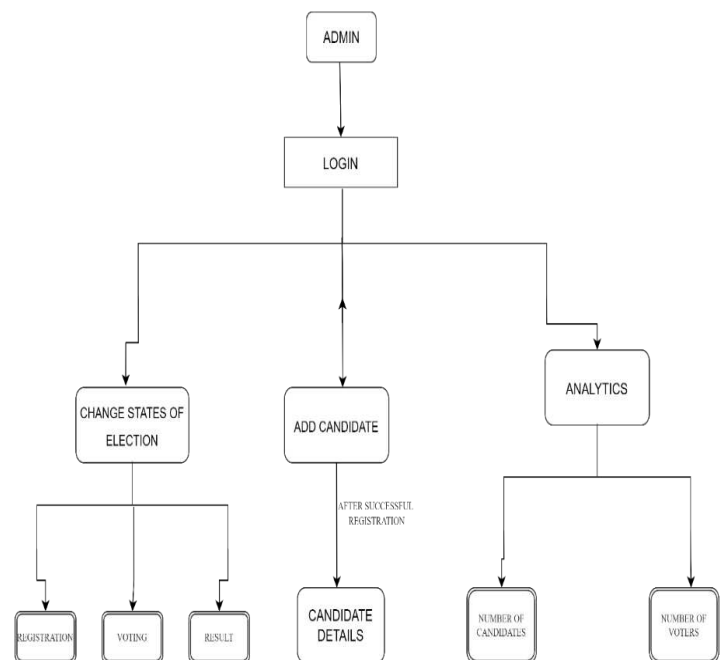 ADMIN
LOGIN
CHANGE STATES OF
ELECTION
ADD CANDIDATE
ANALYTICS
AFTER SUCCESSFUL
REGISTRATION
REGISTRATION
VOTING
RESULT
CANDIDATE
DETAILS
NUMBER OF
CANDIDATES
NUMBER OF
VOTERS